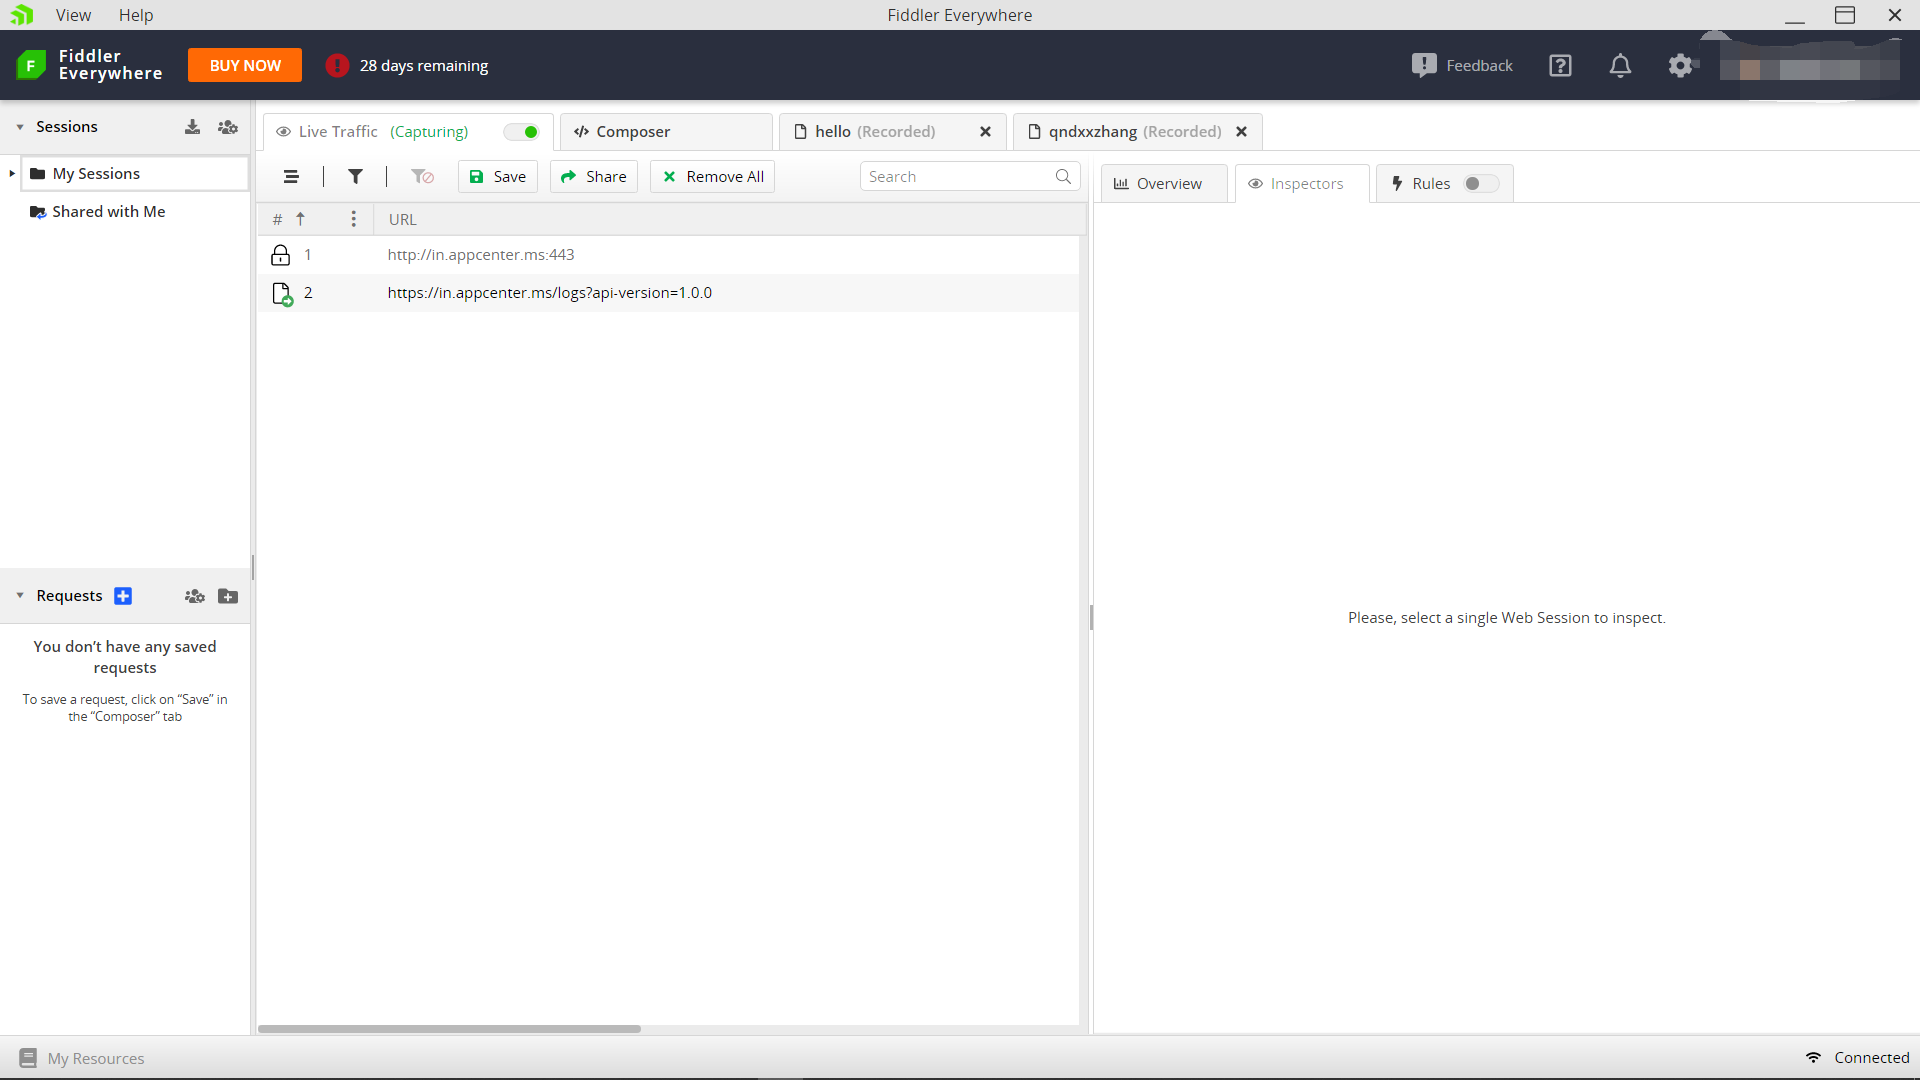 View Help Fiddler Everywhere
F Fiddler Everywhere BUY NOW 28 days remaining Feedback
Sessions
My Sessions
Shared with Me
Requests
You don’t have any saved
requests
To save a request, click on “Save” in
the “Composer” tab
Live Traffic (Capturing) Composer hello (Recorded) qndxxzhang (Recorded)
Save Share Remove All Search
# URL
1 http://in.appcenter.ms:443
2 https://in.appcenter.ms/logs?api-version=1.0.0
Overview Inspectors Rules
Please, select a single Web Session to inspect.
My Resources Connected